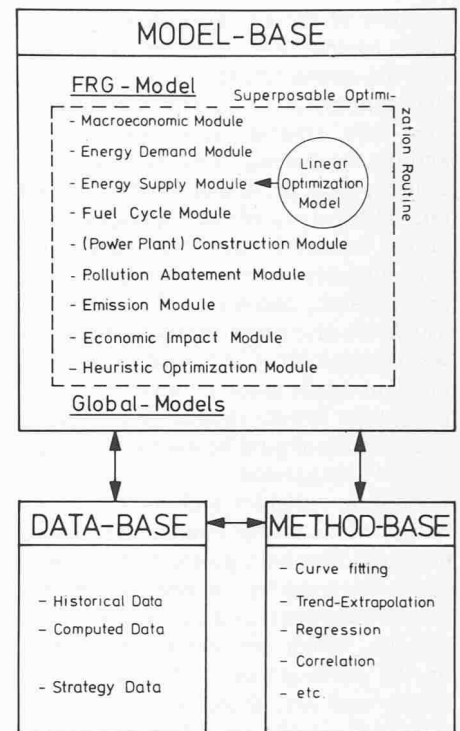 MODEL-BASE
FRG - Model
Superposable Optimi-
zation Routine
- Macroeconomic Module
- Energy Demand Module
- Energy Supply Module
- Fuel Cycle Module
- (Power Plant) Construction Module
- Pollution Abatement Module
- Emission Module
- Economic Impact Module
- Heuristic Optimization Module
Linear
Optimization
Model
Global-Models
DATA-BASE
- Historical Data
- Computed Data
- Strategy Data
METHOD-BASE
- Curve fitting
- Trend-Extrapolation
- Regression
- Correlation
- etc.